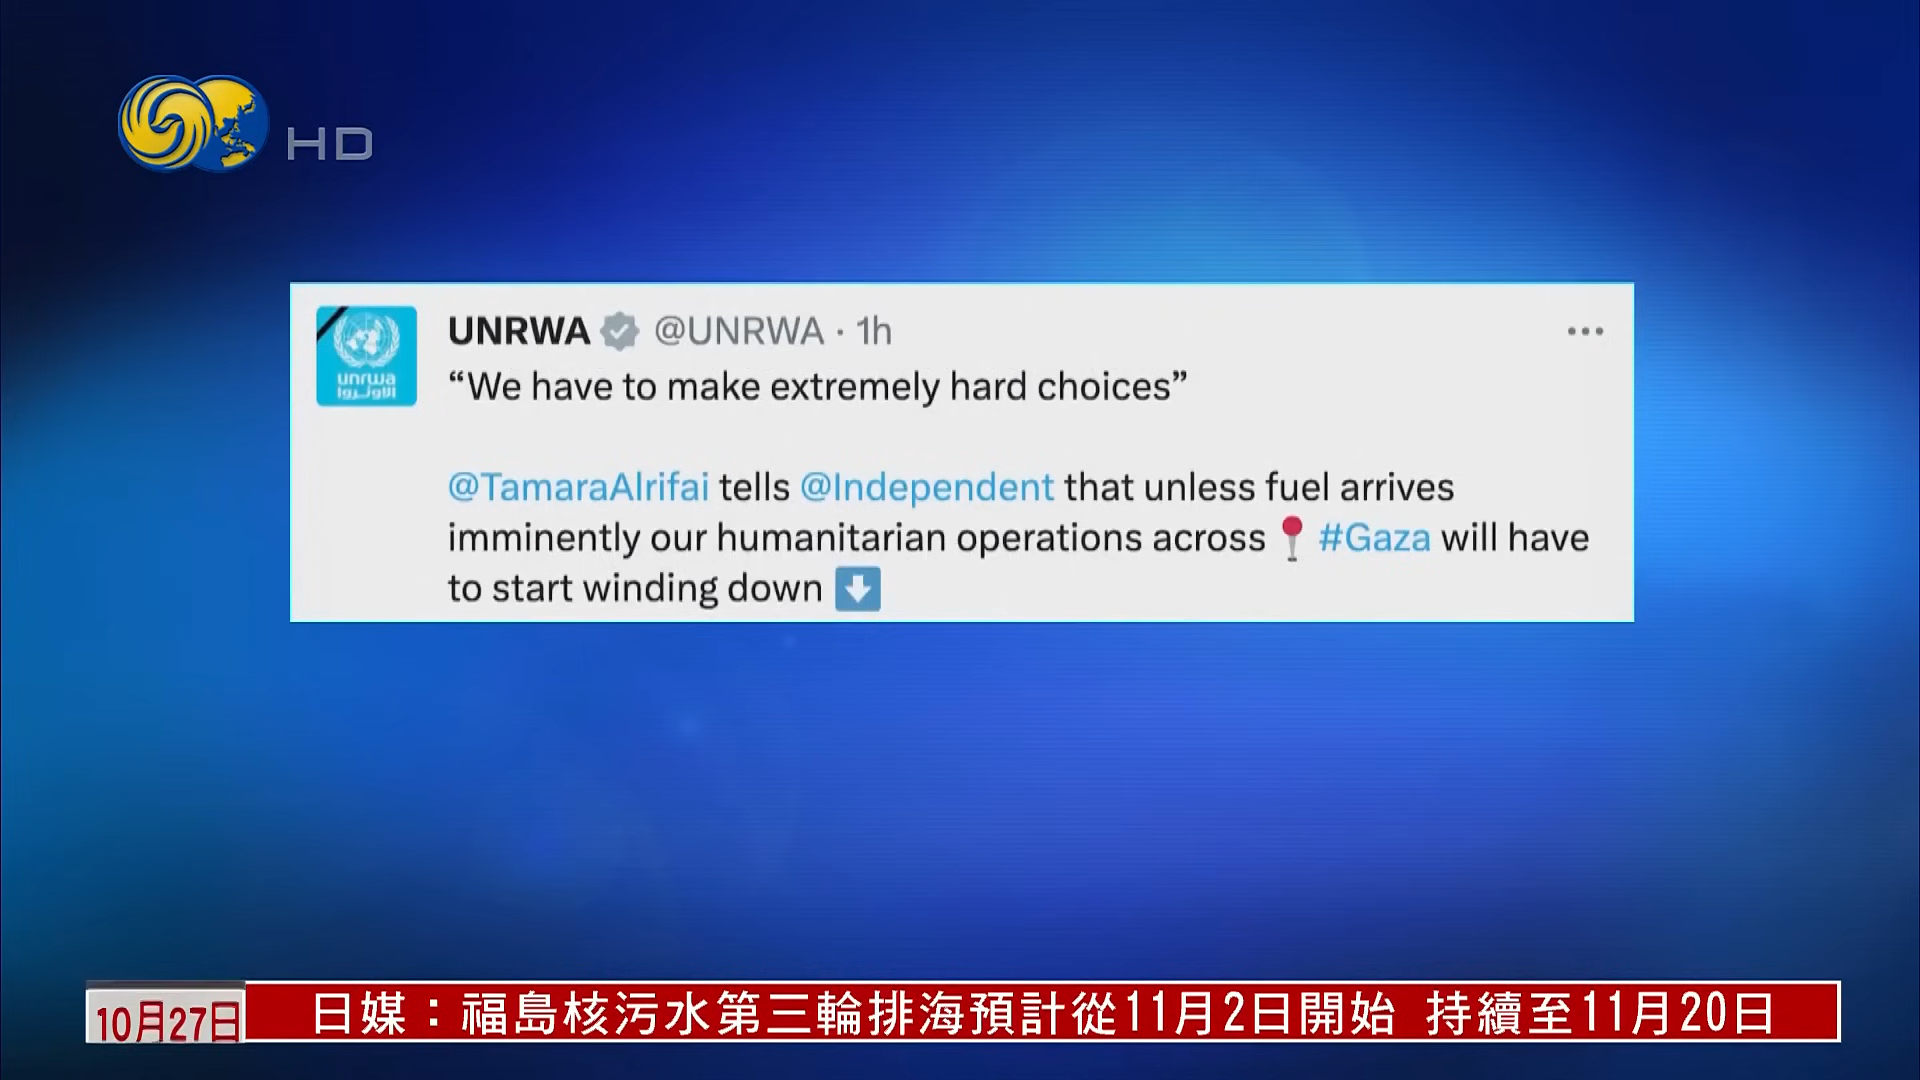 HD
unrwa
الأونروا
UNRWA @UNRWA · 1h
“We have to make extremely hard choices”
@TamaraAlrifai tells @Independent that unless fuel arrives
imminently our humanitarian operations across 📍 #Gaza will have
to start winding down ⬇️
10月27日
日媒：福島核污水第三輪排海預計從11月2日開始 持續至11月20日